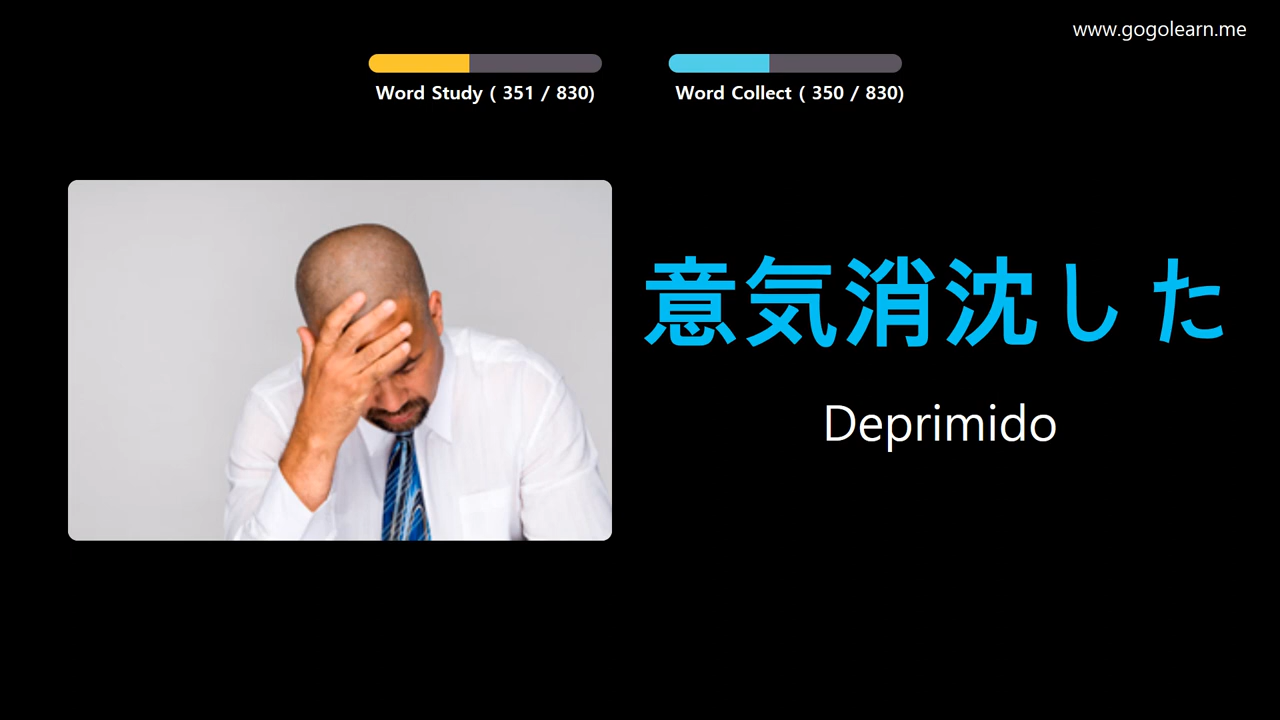 www.gogolearn.me
Word Study ( 351 / 830)
Word Collect ( 350 / 830)
意気消沈した
Deprimido